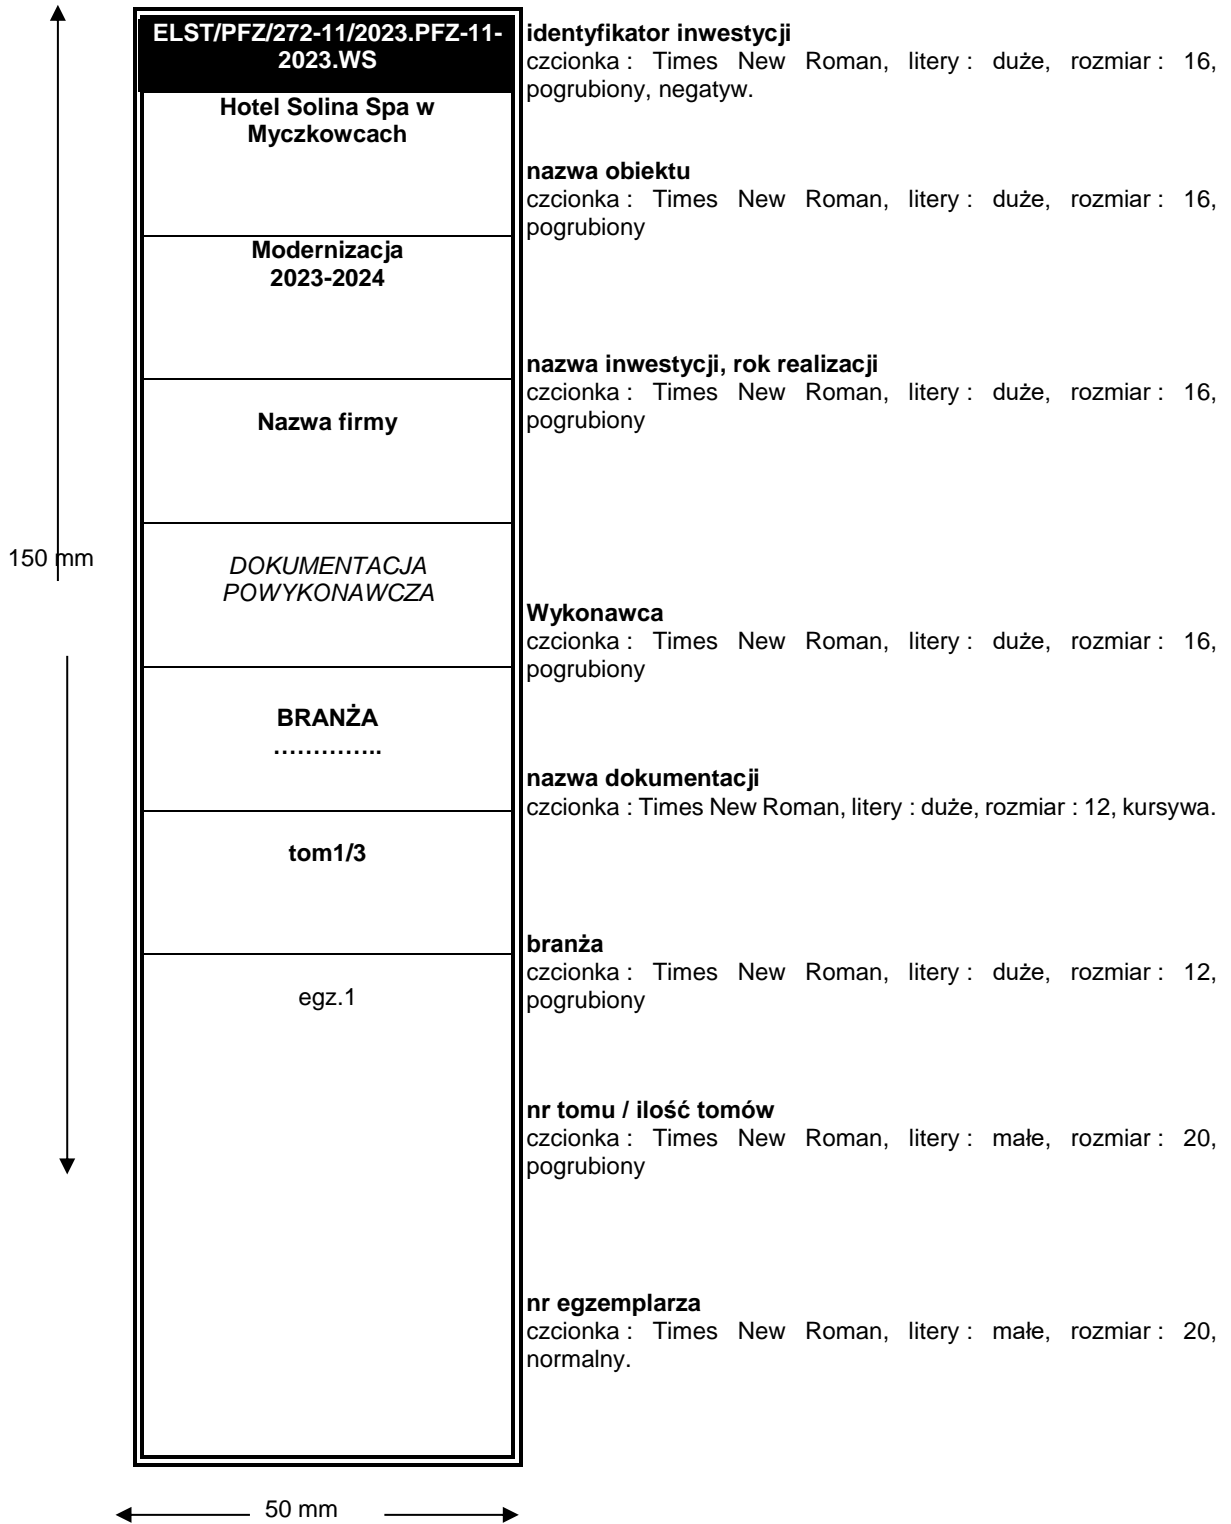 ELST/PFZ/272-11/2023.PFZ-11-
2023.WS
Hotel Solina Spa w
Myczkowcach
Modernizacja
2023-2024
Nazwa firmy
DOKUMENTACJA
POWYKONAWCZA
BRANŻA
…………..
tom1/3
egz.1
150 mm
50 mm
identyfikator inwestycji
czcionka : Times New Roman, litery : duże, rozmiar : 16,
pogrubiony, negatyw.
nazwa obiektu
czcionka : Times New Roman, litery : duże, rozmiar : 16,
pogrubiony
nazwa inwestycji, rok realizacji
czcionka : Times New Roman, litery : duże, rozmiar : 16,
pogrubiony
Wykonawca
czcionka : Times New Roman, litery : duże, rozmiar : 16,
pogrubiony
nazwa dokumentacji
czcionka : Times New Roman, litery : duże, rozmiar : 12, kursywa.
branża
czcionka : Times New Roman, litery : duże, rozmiar : 12,
pogrubiony
nr tomu / ilość tomów
czcionka : Times New Roman, litery : małe, rozmiar : 20,
pogrubiony
nr egzemplarza
czcionka : Times New Roman, litery : małe, rozmiar : 20,
normalny.